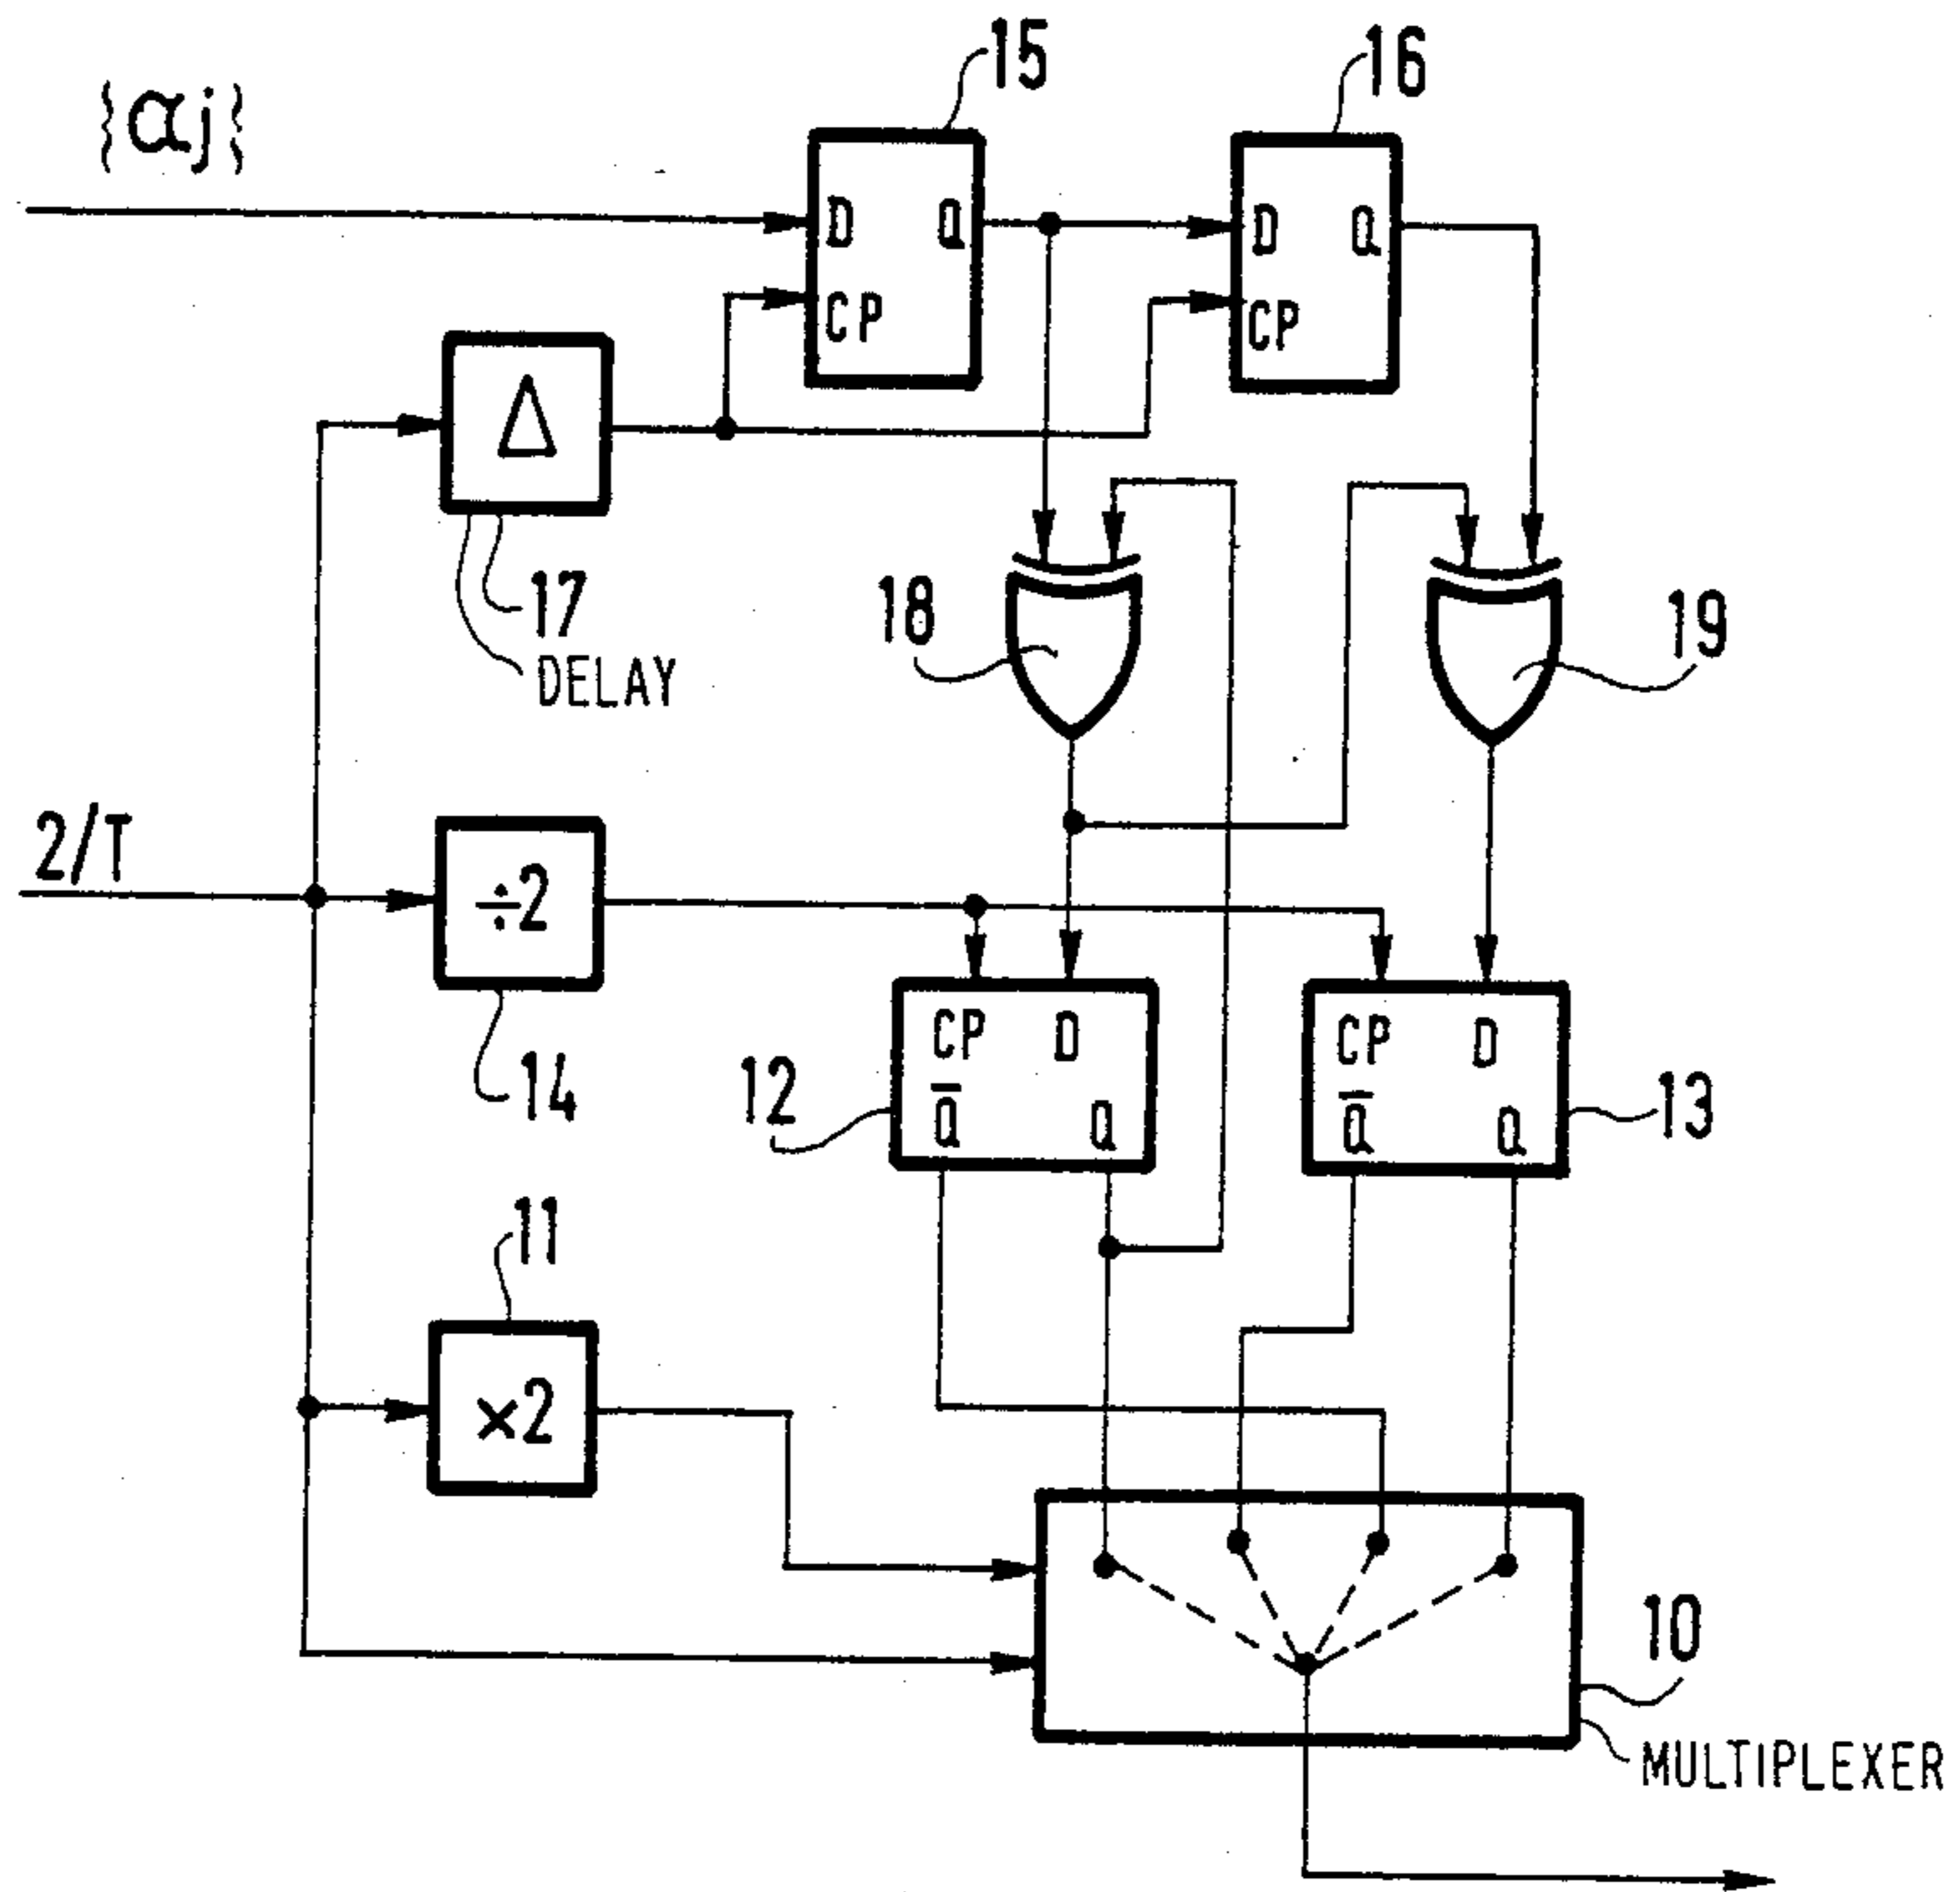 15
16
{αj}
D Q
CP
D Q
CP
Δ
17
DELAY
18
19
2/T
÷2
14
CP D
Q̅ Q
12
CP D
Q̅ Q
13
11
×2
10
MULTIPLEXER